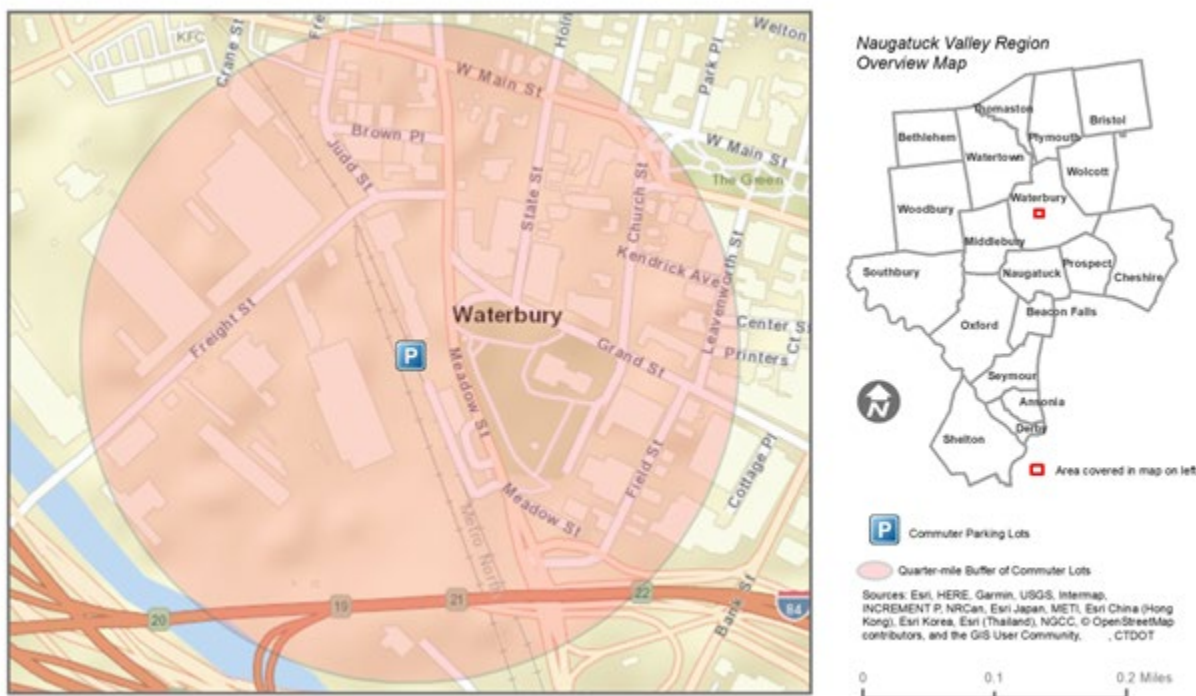 KFC
Crane St
Fre
W Main St
Holm
Park Pl
Welton
Brown Pl
Judd St
State St
Church St
W Main St
The Green
Kendrick Ave
Leavenworth St
Freight St
Waterbury
P
Meadow St
Grand St
Center S
Printers
Ct
Field St
Cottage Pl
Meadow St
Metro North
Bank St
20
19
21
22
84
Naugatuck Valley Region
Overview Map
Thomaston
Bristol
Bethlehem
Plymouth
Watertown
Wolcott
Waterbury
Woodbury
Middlebury
Southbury
Naugatuck
Prospect
Cheshire
Beacon Falls
Oxford
Seymour
Ansonia
Derby
Shelton
N
Area covered in map on left
P
Commuter Parking Lots
Quarter-mile Buffer of Commuter Lots
Sources: Esri, HERE, Garmin, USGS, Intermap,
INCREMENT P, NRCan, Esri Japan, METI, Esri China (Hong
Kong), Esri Korea, Esri (Thailand), NGCC, © OpenStreetMap
contributors, and the GIS User Community, , CTDOT
0 0.1 0.2 Miles